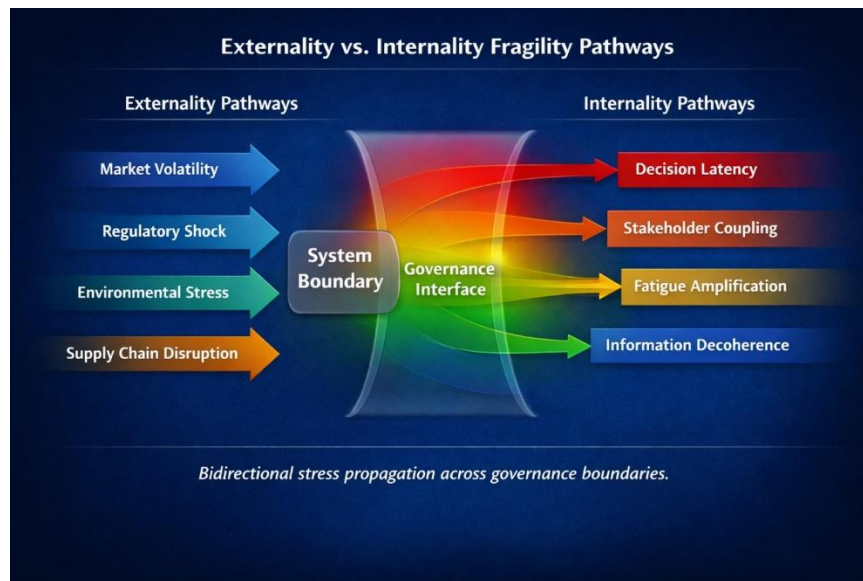 Externality vs. Internality Fragility Pathways
Externality Pathways
Internality Pathways
Market Volatility
Regulatory Shock
Environmental Stress
Supply Chain Disruption
System
Boundary
Governance
Interface
Decision Latency
Stakeholder Coupling
Fatigue Amplification
Information Decoherence
Bidirectional stress propagation across governance boundaries.